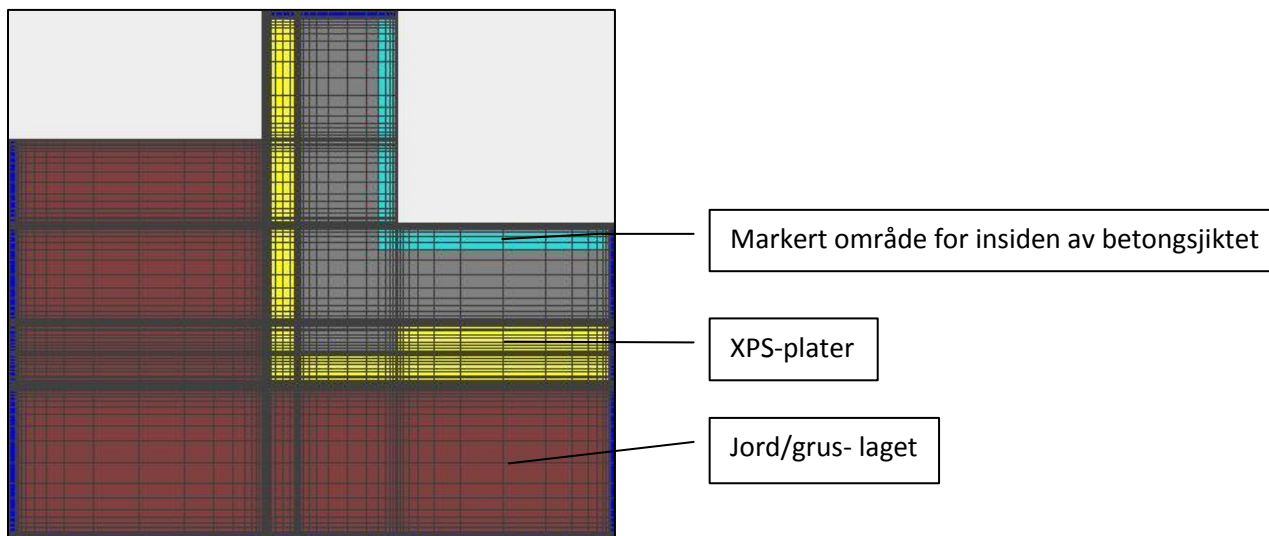 Markert område for insiden av betongsjiktet
XPS-plater
Jord/grus- laget